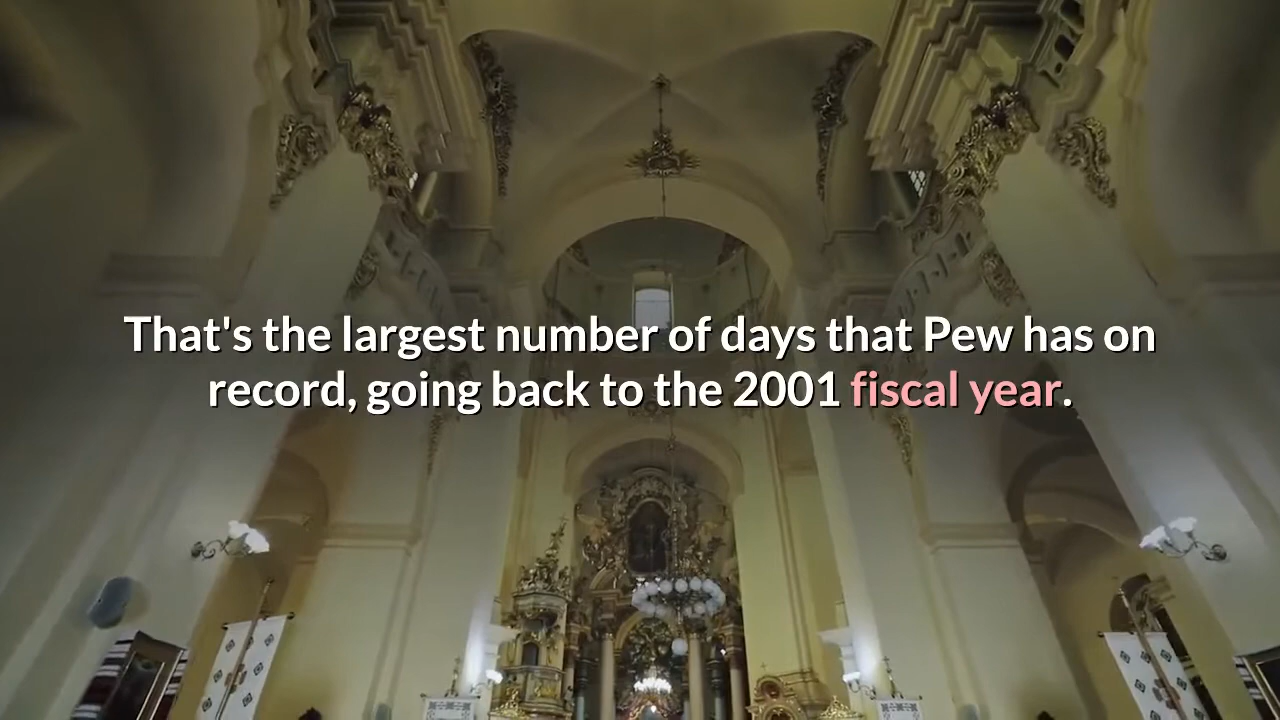 That's the largest number of days that Pew has on
record, going back to the 2001 fiscal year.